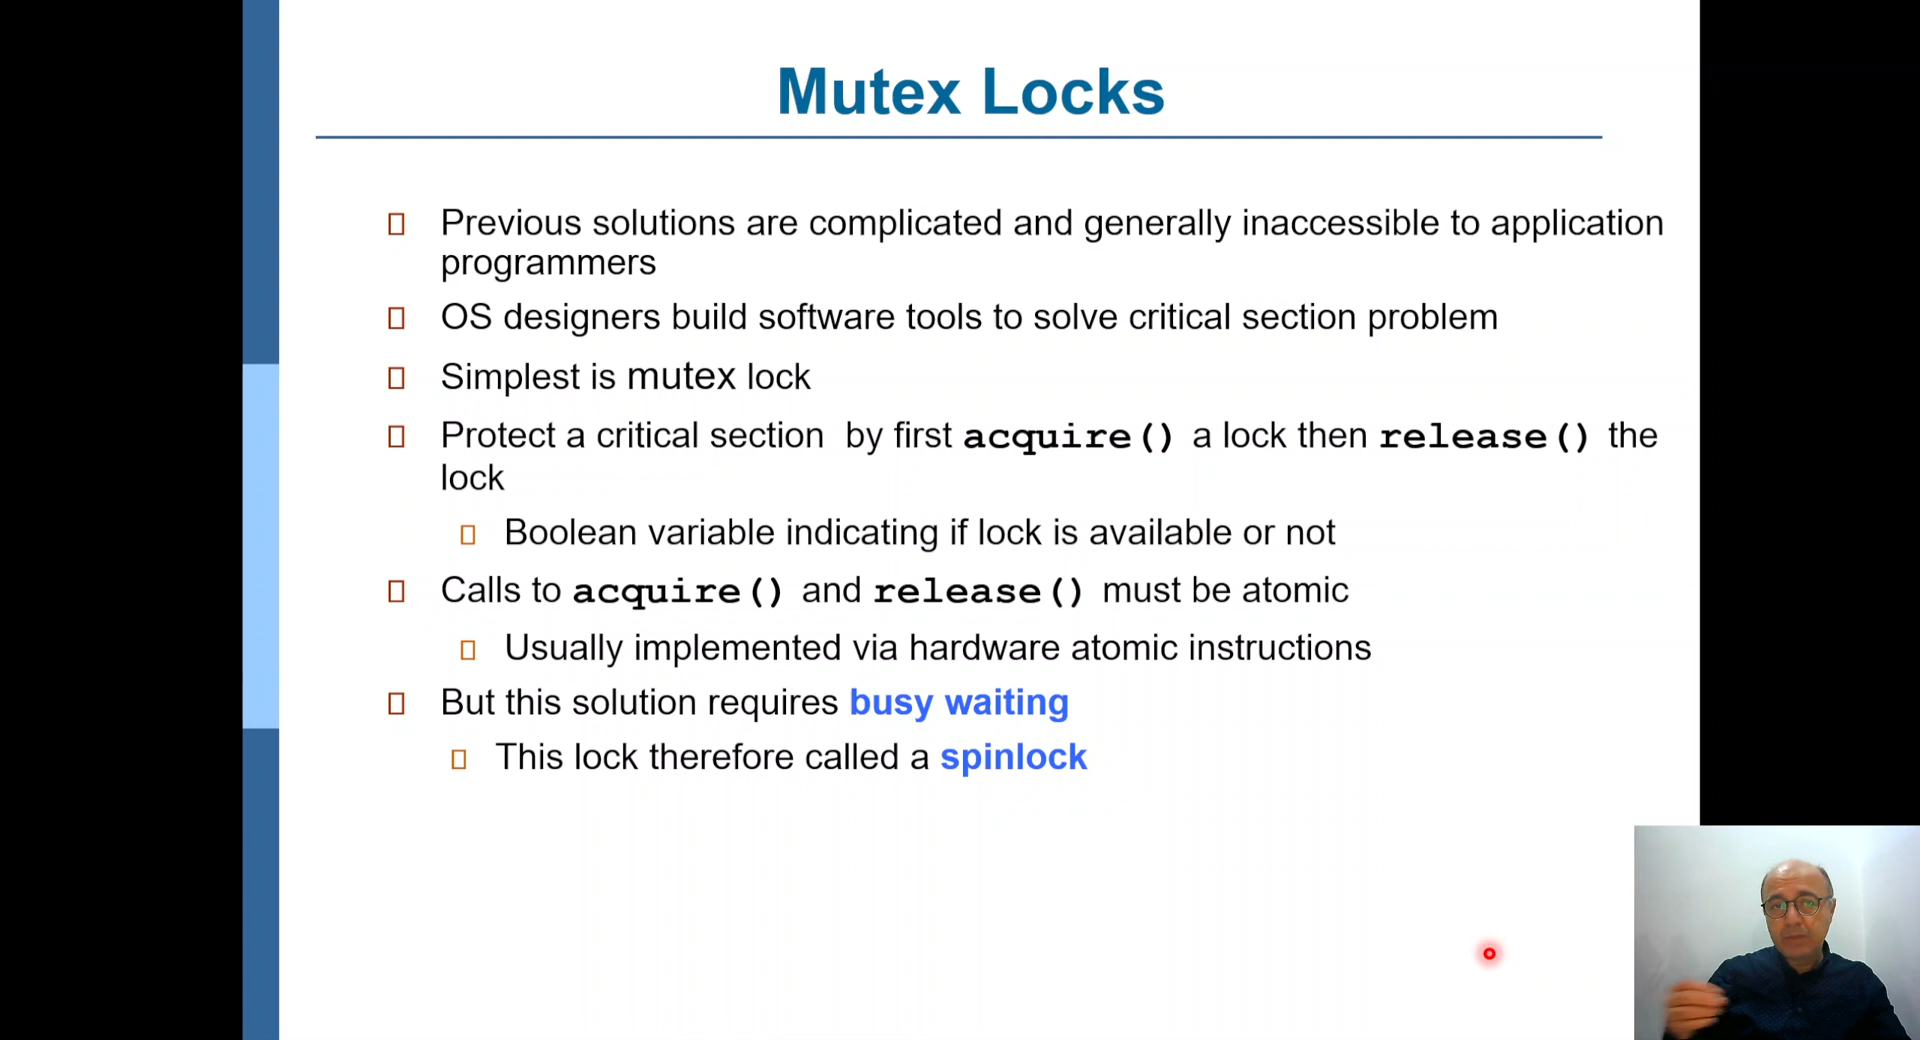 Mutex Locks
Previous solutions are complicated and generally inaccessible to application
programmers
OS designers build software tools to solve critical section problem
Simplest is mutex lock
Protect a critical section by first acquire() a lock then release() the
lock
Boolean variable indicating if lock is available or not
Calls to acquire() and release() must be atomic
Usually implemented via hardware atomic instructions
But this solution requires busy waiting
This lock therefore called a spinlock